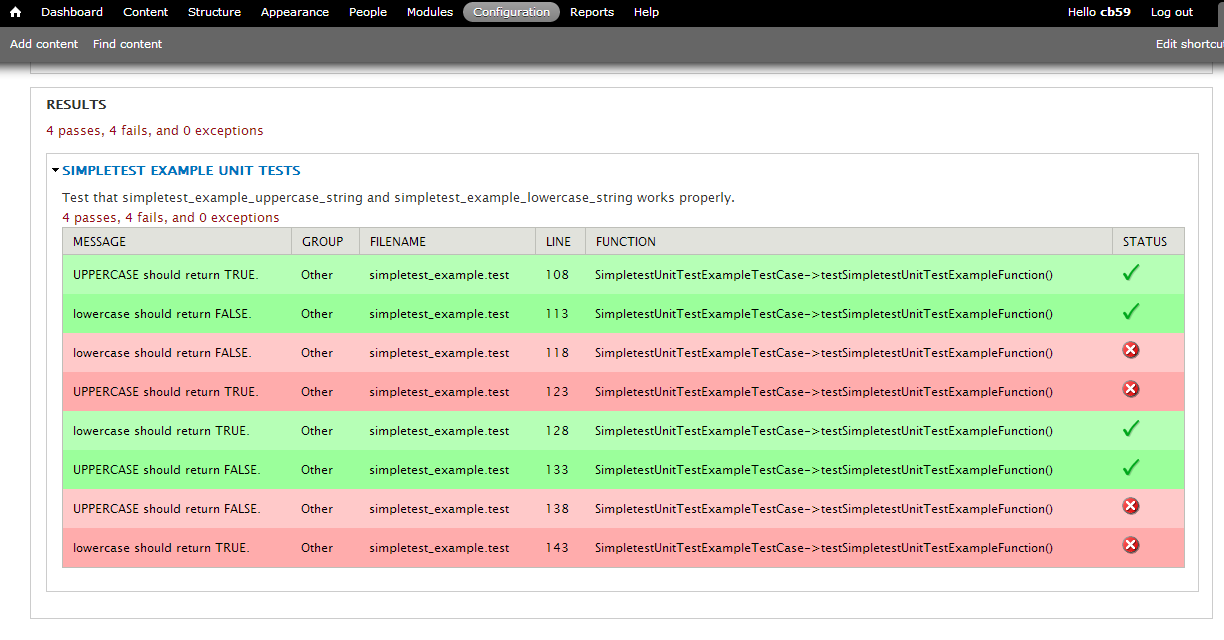 Dashboard Content Structure Appearance People Modules Configuration Reports Help Hello cb59 Log out
Add content Find content Edit shortcu
RESULTS
4 passes, 4 fails, and 0 exceptions
SIMPLETEST EXAMPLE UNIT TESTS
Test that simpletest_example_uppercase_string and simpletest_example_lowercase_string works properly.
4 passes, 4 fails, and 0 exceptions
MESSAGE GROUP FILENAME LINE FUNCTION STATUS
UPPERCASE should return TRUE. Other simpletest_example.test 108 SimpletestUnitTestExampleTestCase->testSimpletestUnitTestExampleFunction()
lowercase should return FALSE. Other simpletest_example.test 113 SimpletestUnitTestExampleTestCase->testSimpletestUnitTestExampleFunction()
lowercase should return FALSE. Other simpletest_example.test 118 SimpletestUnitTestExampleTestCase->testSimpletestUnitTestExampleFunction()
UPPERCASE should return TRUE. Other simpletest_example.test 123 SimpletestUnitTestExampleTestCase->testSimpletestUnitTestExampleFunction()
lowercase should return TRUE. Other simpletest_example.test 128 SimpletestUnitTestExampleTestCase->testSimpletestUnitTestExampleFunction()
UPPERCASE should return FALSE. Other simpletest_example.test 133 SimpletestUnitTestExampleTestCase->testSimpletestUnitTestExampleFunction()
UPPERCASE should return FALSE. Other simpletest_example.test 138 SimpletestUnitTestExampleTestCase->testSimpletestUnitTestExampleFunction()
lowercase should return TRUE. Other simpletest_example.test 143 SimpletestUnitTestExampleTestCase->testSimpletestUnitTestExampleFunction()